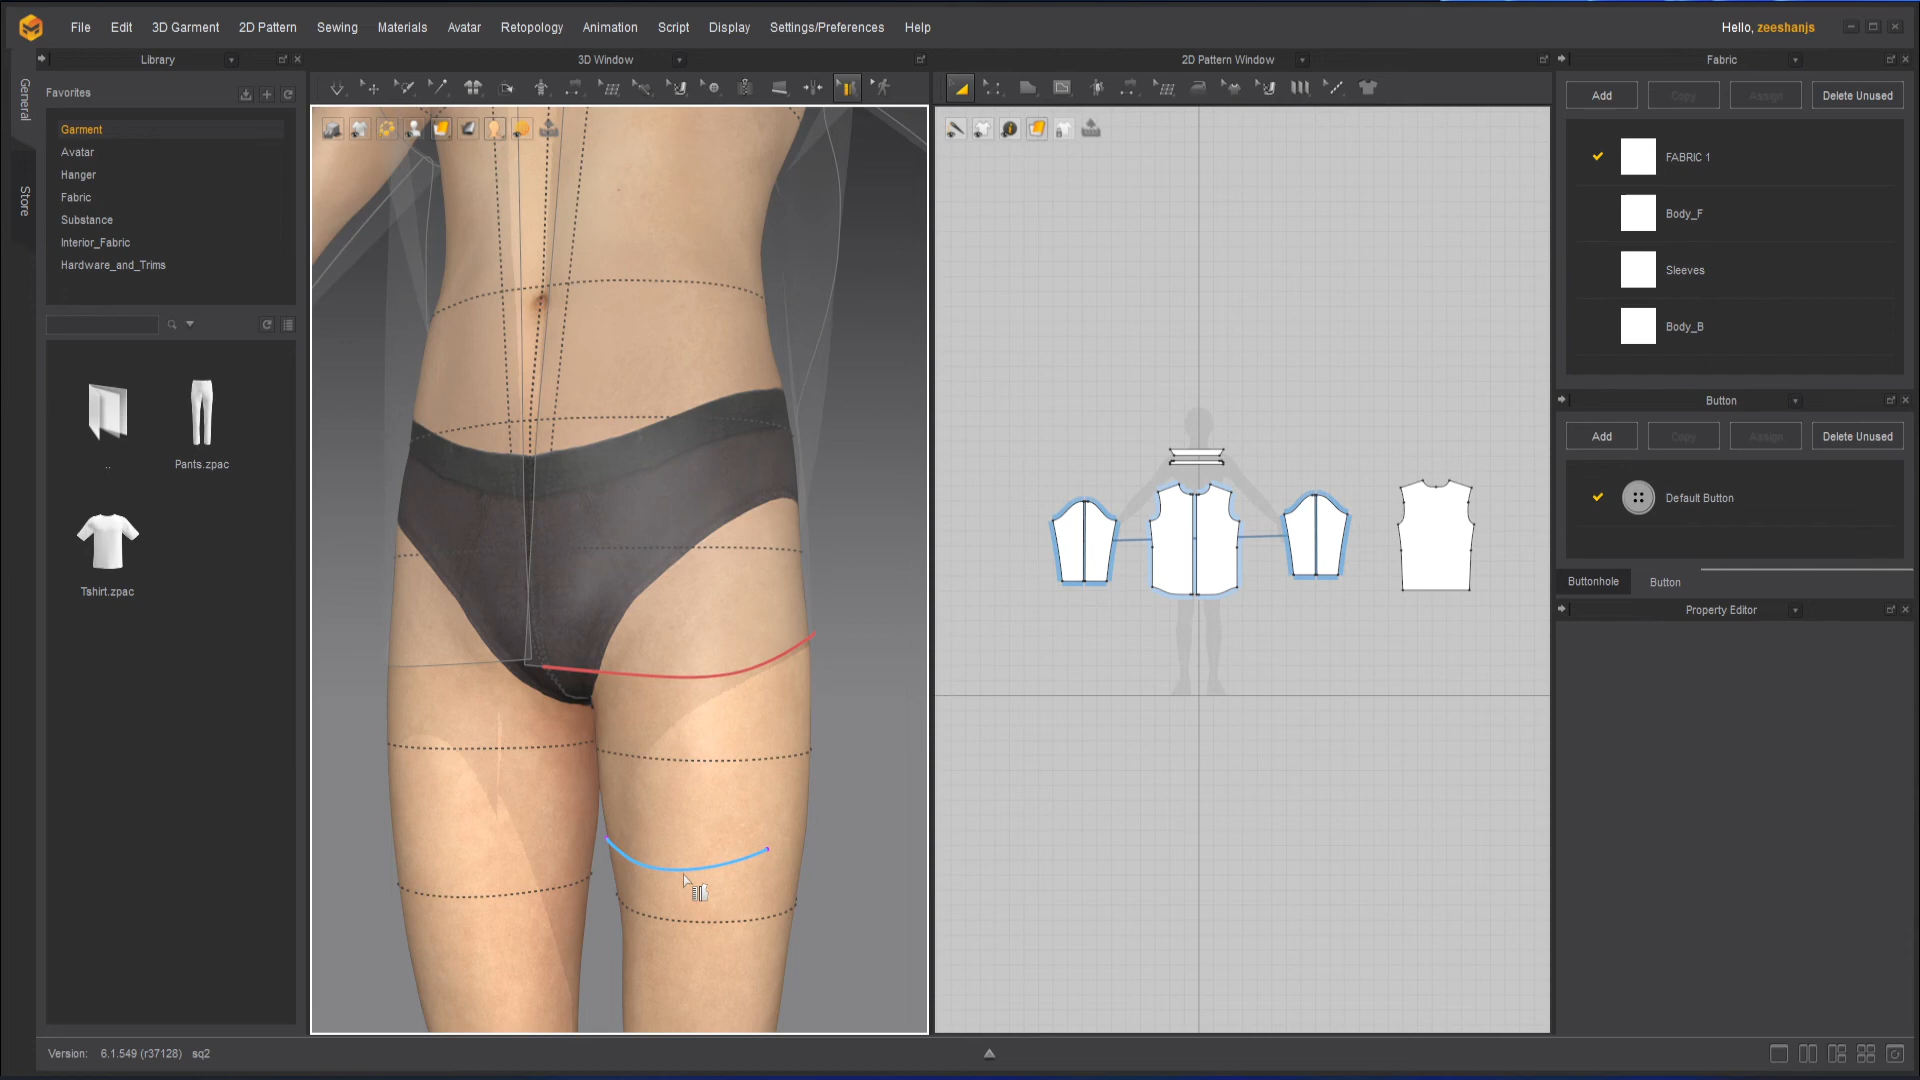 File Edit 3D Garment 2D Pattern Sewing Materials Avatar Retopology Animation Script Display Settings/Preferences Help Hello, zeeshanjs
Library 3D Window 2D Pattern Window Fabric
General
Store
Favorites
Garment
Avatar
Hanger
Fabric
Substance
Interior_Fabric
Hardware_and_Trims
..
Pants.zpac
Tshirt.zpac
Add Copy Assign Delete Unused
FABRIC 1
Body_F
Sleeves
Body_B
Button
Add Copy Assign Delete Unused
Default Button
Buttonhole Button
Property Editor
Version: 6.1.549 (r37128) sq2